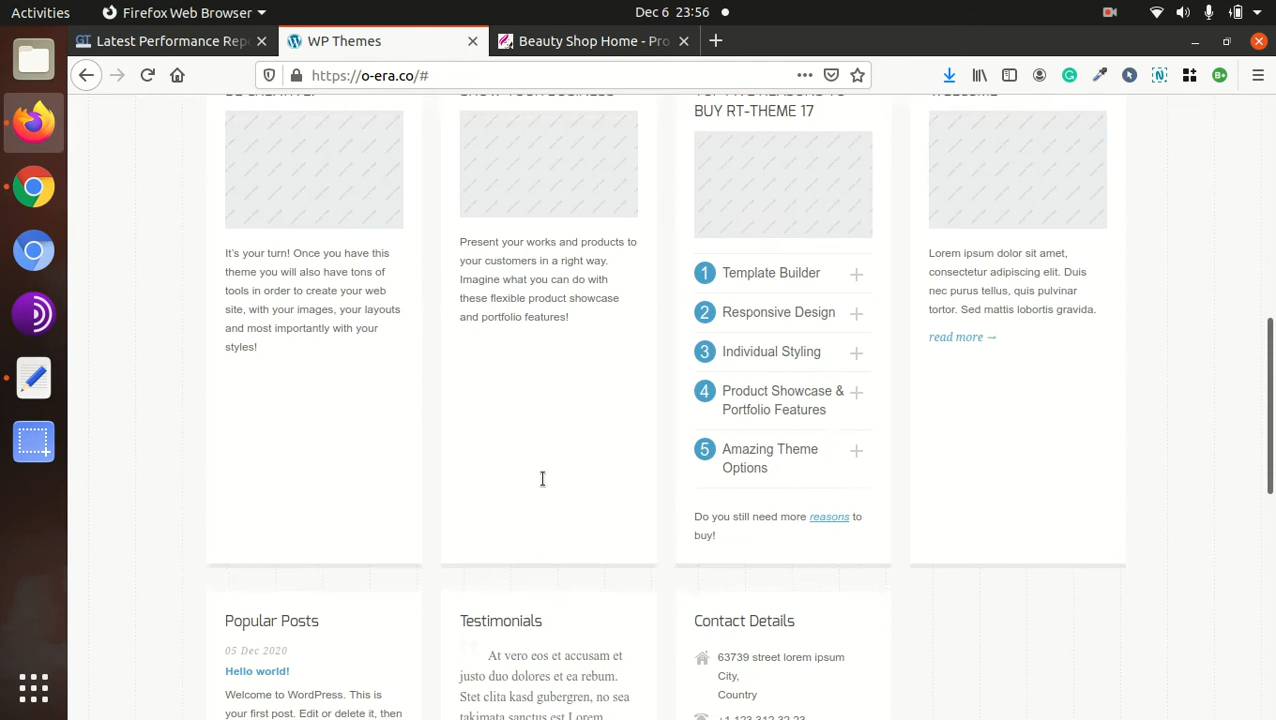 Activities
Firefox Web Browser
Dec 6 23:56
Latest Performance Rep
WP Themes
Beauty Shop Home - Pro
https://o-era.co/#
BUY RT-THEME 17
It's your turn! Once you have this
theme you will also have tons of
tools in order to create your web
site, with your images, your layouts
and most importantly with your
styles!
Present your works and products to
your customers in a right way.
Imagine what you can do with
these flexible product showcase
and portfolio features!
1 Template Builder
2 Responsive Design
3 Individual Styling
4 Product Showcase &
Portfolio Features
5 Amazing Theme
Options
Do you still need more reasons to
buy!
Lorem ipsum dolor sit amet,
consectetur adipiscing elit. Duis
nec purus tellus, quis pulvinar
tortor. Sed mattis lobortis gravida.
read more →
Popular Posts
05 Dec 2020
Hello world!
Welcome to WordPress. This is
your first post. Edit or delete it, then
Testimonials
At vero eos et accusam et
justo duo dolores et ea rebum.
Stet clita kasd gubergren, no sea
takimata sanctus est Lorem
Contact Details
63739 street lorem ipsum
City,
Country
+1 123 312 32 23